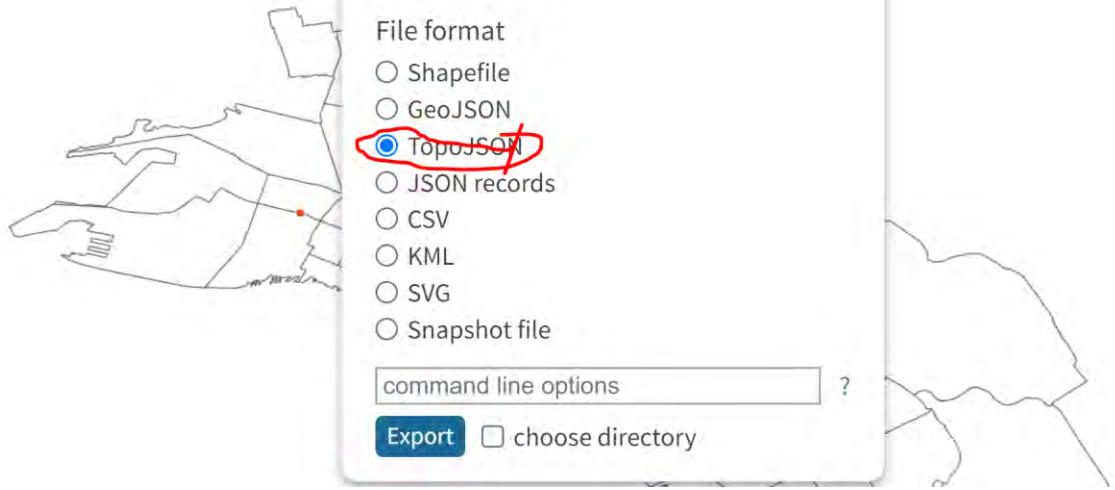 File format
Shapefile
GeoJSON
TopoJSON
JSON records
CSV
KML
SVG
Snapshot file
command line options ?
Export choose directory